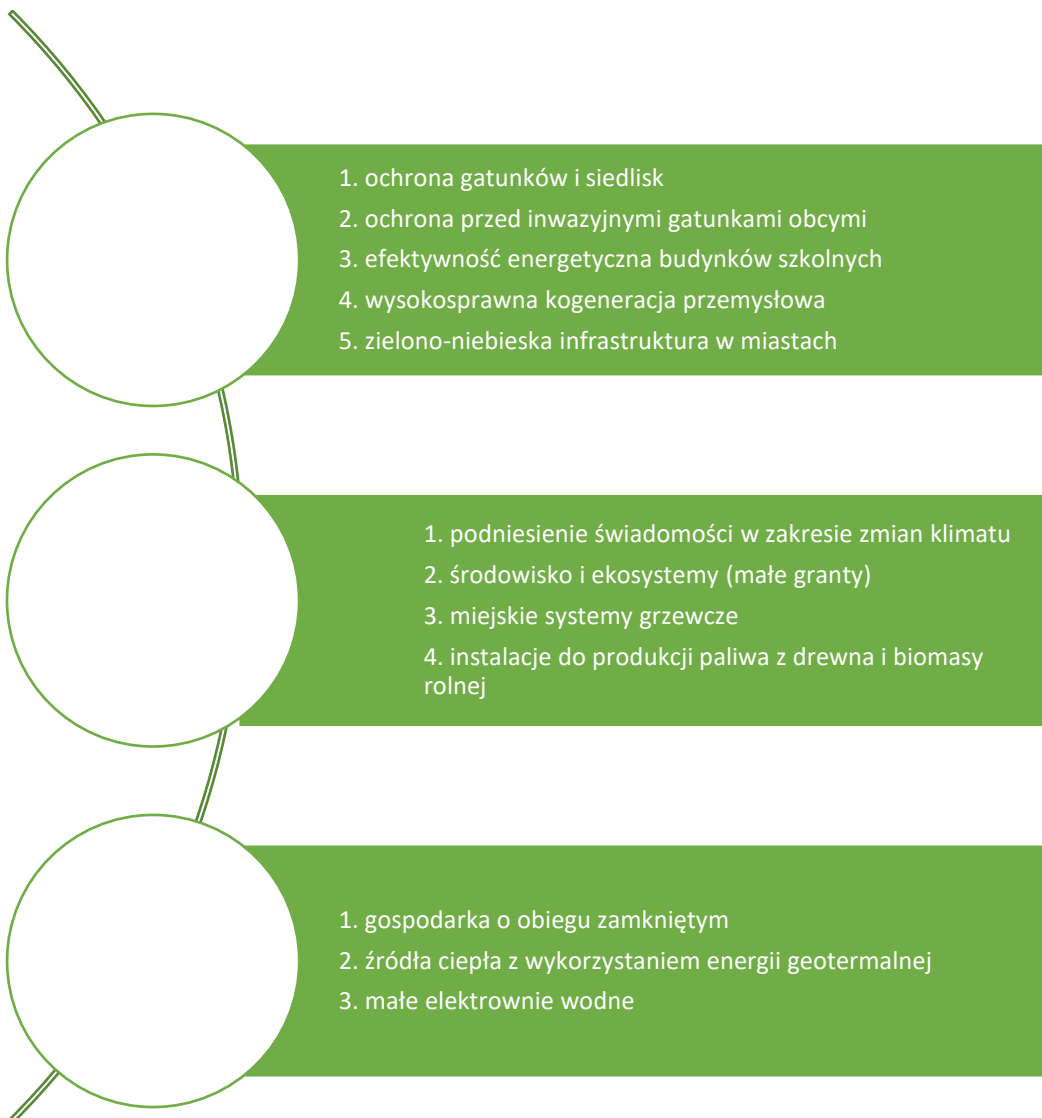 1. ochrona gatunków i siedlisk
2. ochrona przed inwazyjnymi gatunkami obcymi
3. efektywność energetyczna budynków szkolnych
4. wysokosprawna kogeneracja przemysłowa
5. zielono-niebieska infrastruktura w miastach
1. podniesienie świadomości w zakresie zmian klimatu
2. środowisko i ekosystemy (małe granty)
3. miejskie systemy grzewcze
4. instalacje do produkcji paliwa z drewna i biomasy
rolnej
1. gospodarka o obiegu zamkniętym
2. źródła ciepła z wykorzystaniem energii geotermalnej
3. małe elektrownie wodne